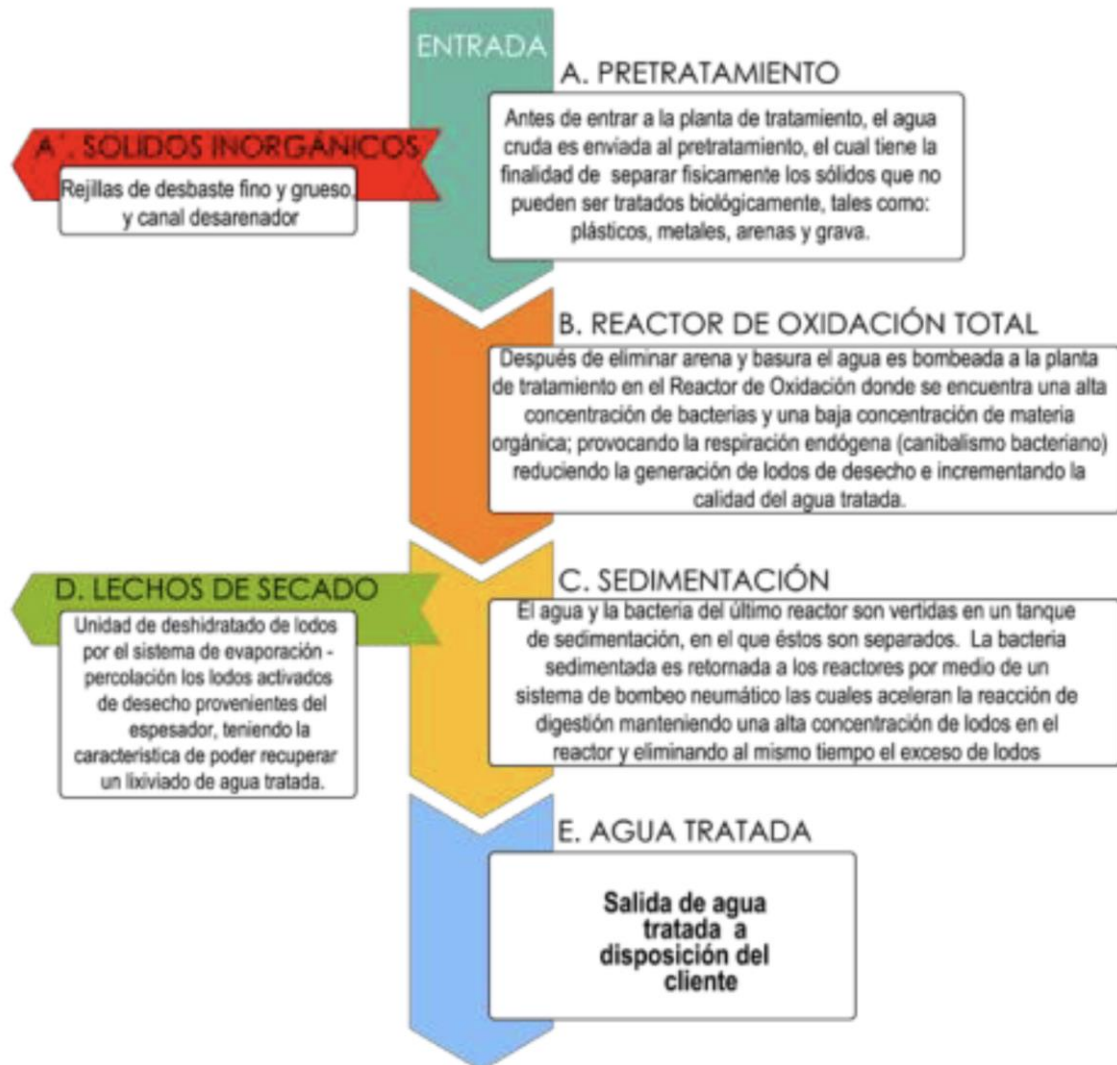 ENTRADA
A. PRETRATAMIENTO
Antes de entrar a la planta de tratamiento, el agua
cruda es enviada al pretratamiento, el cual tiene la
finalidad de separar fisicamente los sólidos que no
pueden ser tratados biológicamente, tales como:
plásticos, metales, arenas y grava.
A´. SOLIDOS INORGÁNICOS
Rejillas de desbaste fino y grueso,
y canal desarenador
B. REACTOR DE OXIDACIÓN TOTAL
Después de eliminar arena y basura el agua es bombeada a la planta
de tratamiento en el Reactor de Oxidación donde se encuentra una alta
concentración de bacterias y una baja concentración de materia
orgánica; provocando la respiración endógena (canibalismo bacteriano)
reduciendo la generación de lodos de desecho e incrementando la
calidad del agua tratada.
C. SEDIMENTACIÓN
El agua y la bacteria del último reactor son vertidas en un tanque
de sedimentación, en el que éstos son separados. La bacteria
sedimentada es retornada a los reactores por medio de un
sistema de bombeo neumático las cuales aceleran la reacción de
digestión manteniendo una alta concentración de lodos en el
reactor y eliminando al mismo tiempo el exceso de lodos
D. LECHOS DE SECADO
Unidad de deshidratado de lodos
por el sistema de evaporación -
percolación los lodos activados
de desecho provenientes del
espesador, teniendo la
caracteristica de poder recuperar
un lixiviado de agua tratada.
E. AGUA TRATADA
Salida de agua
tratada a
disposición del
cliente